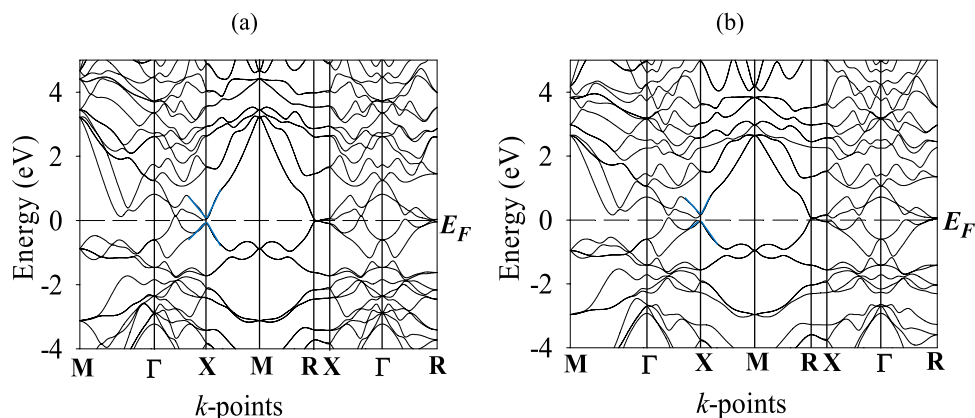 (a)
(b)
Energy (eV)
4
2
0
-2
-4
E_F
M Γ X M R X Γ R
k-points
Energy (eV)
4
2
0
-2
-4
E_F
M Γ X M R X Γ R
k-points